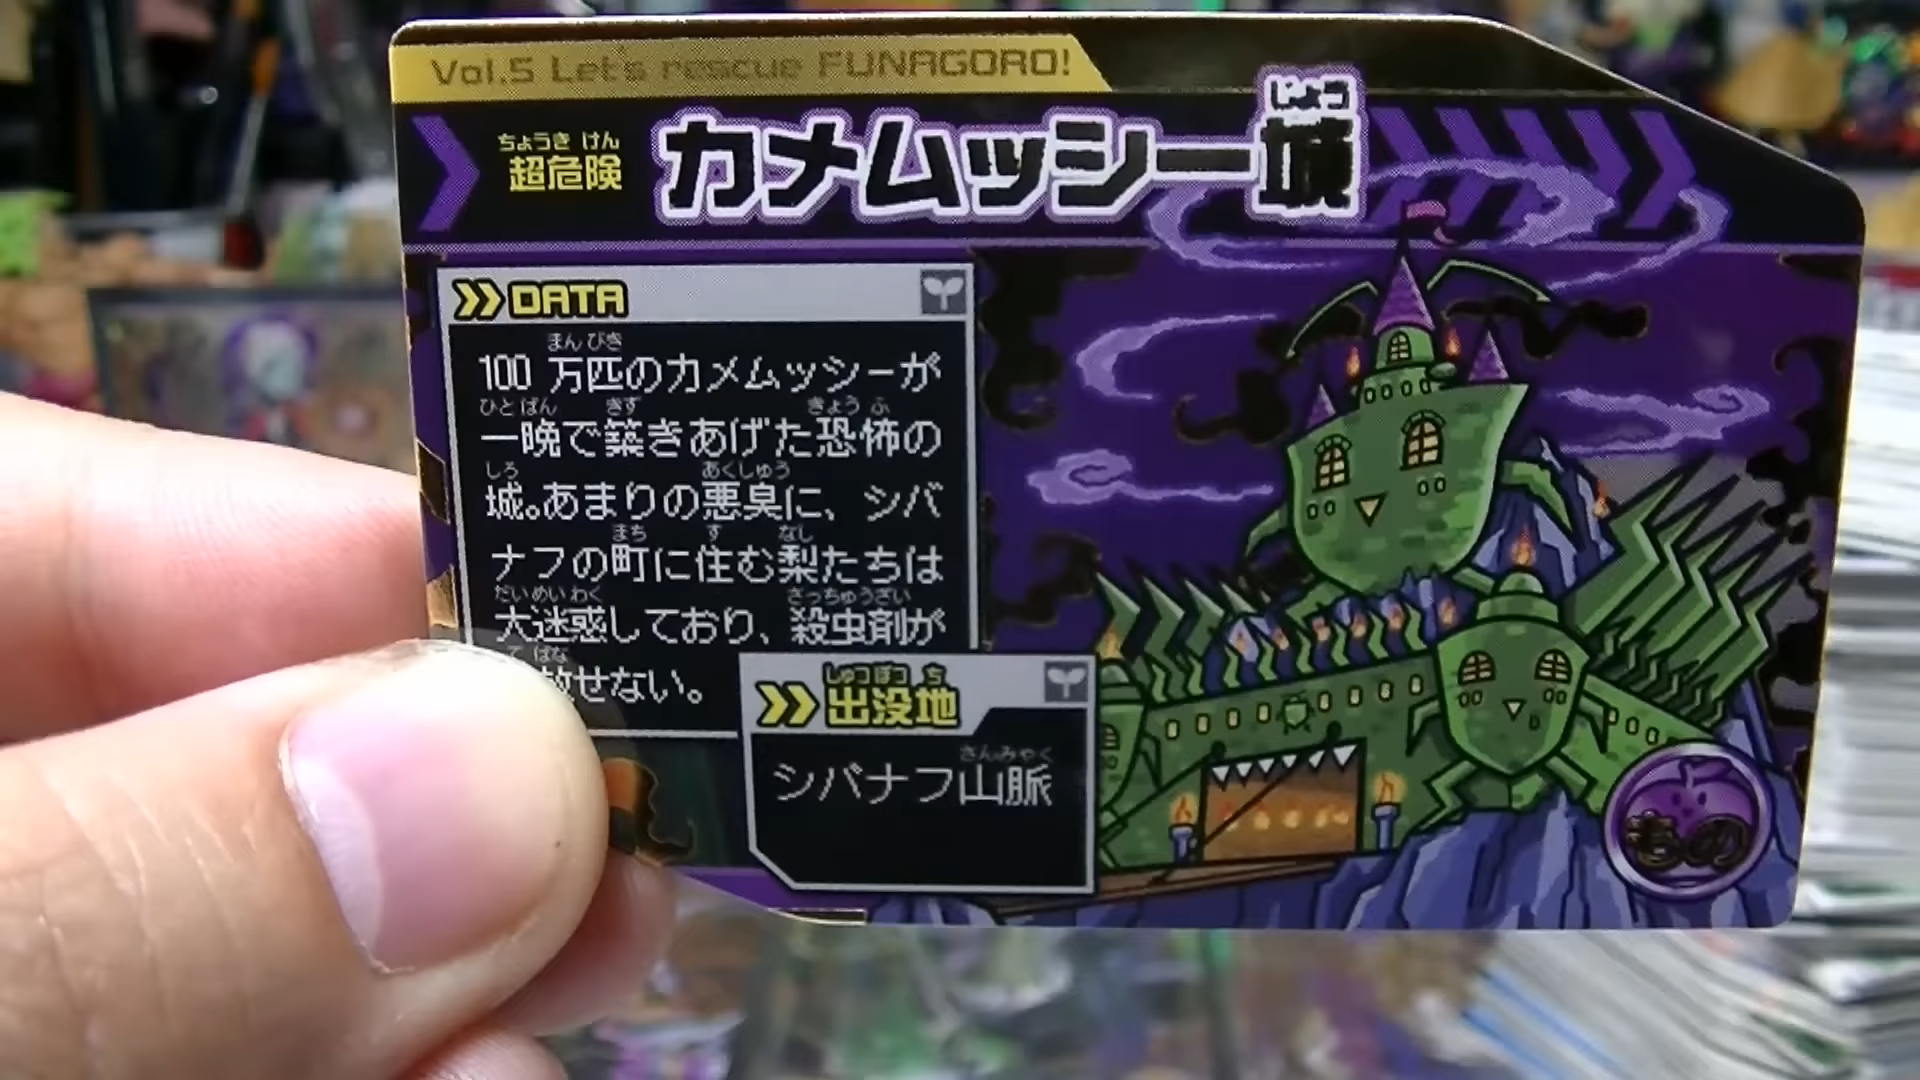 Vol.5 Let's rescue FUNAGORO!
ちょうき けん
超危険
じょう
カメムッシー城
DATA
まん びき
100 万匹のカメムッシーが
ひと ばん きず きょう ふ
一晩で築きあげた恐怖の
しろ あくしゅう
城。あまりの悪臭に、シバ
まち す なし
ナフの町に住む梨たちは
だい めい わく さっちゅうざい
大迷惑しており、殺虫剤が
ばな
放せない。
しゅつ ぼつ ち
出没地
さんみゃく
シバナフ山脈
もの